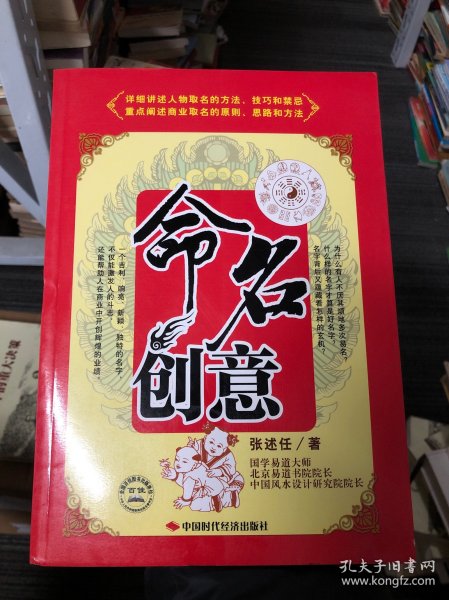 详细讲述人物取名的方法、技巧和禁忌
重点阐述商业取名的原则、思路和方法
命名
创意
为什么有人不厌其烦地多次易名?
什么样的名字才算是好名字,
名字背后又蕴藏着怎样的玄机?
一个吉利、响亮、新颖、独特的名字
不仅能激发人的斗志,
还能帮助人在商业中开创辉煌的业绩。
张述任/著
国学易道大师
北京易道书院院长
中国风水设计研究院院长
百佳
中国时代经济出版社
孔夫子旧书网
www.kongfz.com